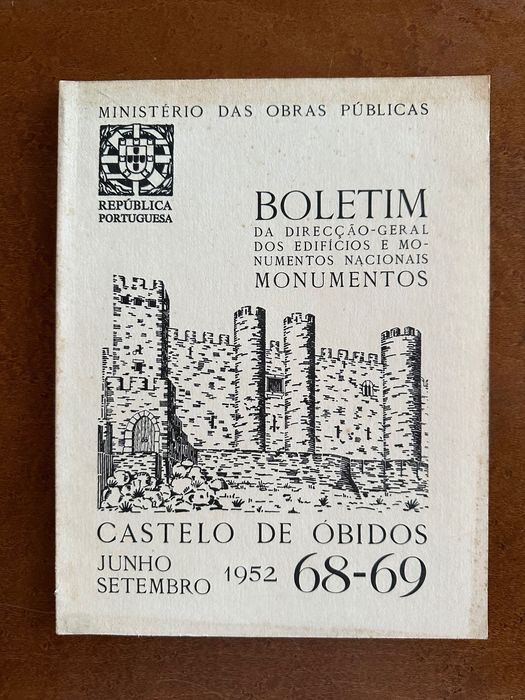 MINISTÉRIO DAS OBRAS PÚBLICAS
REPÚBLICA
PORTUGUESA
BOLETIM
DA DIRECÇÃO-GERAL
DOS EDIFÍCIOS E MO-
NUMENTOS NACIONAIS
MONUMENTOS
CASTELO DE ÓBIDOS
JUNHO
SETEMBRO 1952 68-69